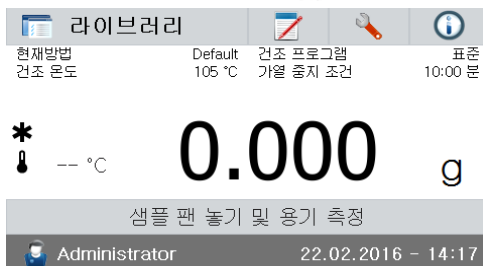 라이브러리
현재방법 Default 건조 프로그램 표준
건조 온도 105 °C 가열 중지 조건 10:00 분
-- °C 0.000 g
샘플 팬 놓기 및 용기 측정
Administrator 22.02.2016 - 14:17